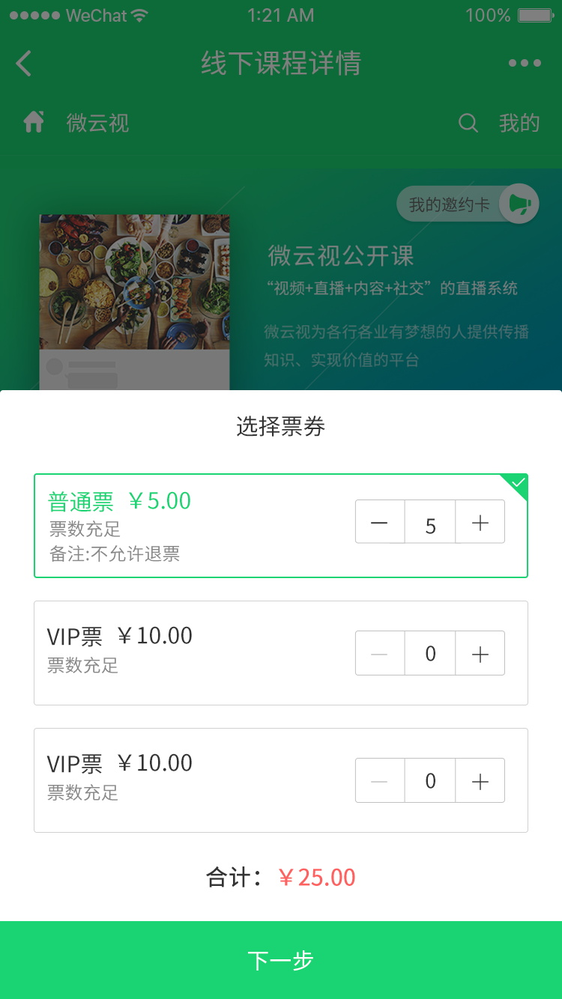 WeChat 1:21 AM 100%
线下课程详情
微云视 我的
我的邀约卡
微云视公开课
“视频+直播+内容+社交”的直播系统
微云视为各行各业有梦想的人提供传播
知识、实现价值的平台
选择票券
普通票 ￥5.00
票数充足
备注:不允许退票
5
VIP票 ￥10.00
票数充足
0
VIP票 ￥10.00
票数充足
0
合计：￥25.00
下一步